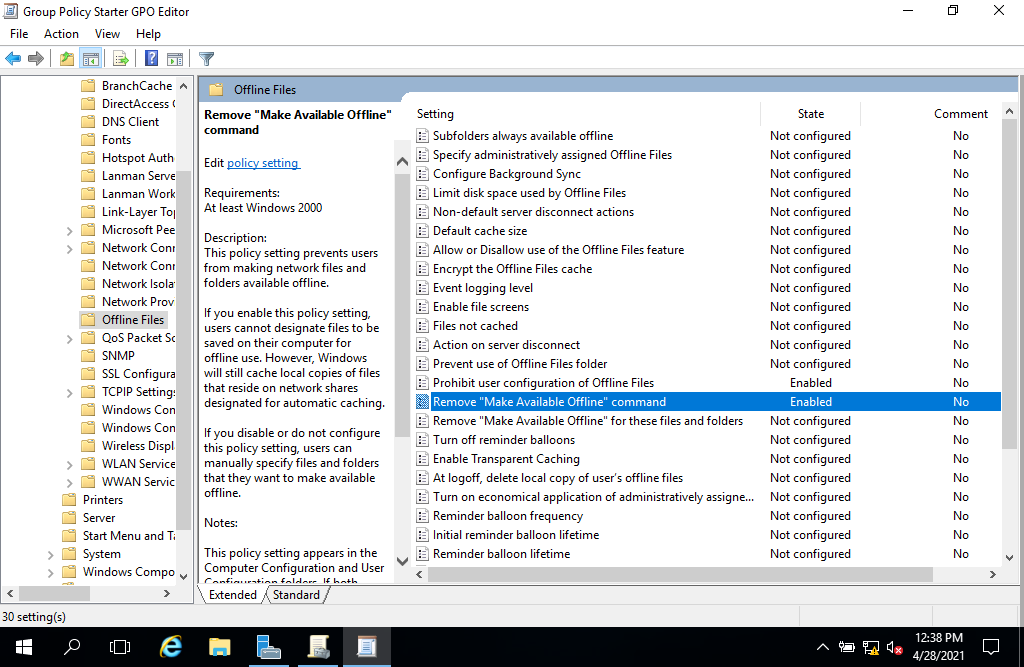 Group Policy Starter GPO Editor
File Action View Help
BranchCache
DirectAccess
DNS Client
Fonts
Hotspot Auth
Lanman Serve
Lanman Work
Link-Layer To
Microsoft Pee
Network Conn
Network Conn
Network Isola
Network Prov
Offline Files
QoS Packet Sc
SNMP
SSL Configura
TCPIP Settings
Windows Con
Windows Con
Wireless Displ
WLAN Service
WWAN Servic
Printers
Server
Start Menu and Ta
System
Windows Compo
Offline Files
Remove "Make Available Offline"
command
Edit policy setting
Requirements:
At least Windows 2000
Description:
This policy setting prevents users
from making network files and
folders available offline.
If you enable this policy setting,
users cannot designate files to be
saved on their computer for
offline use. However, Windows
will still cache local copies of files
that reside on network shares
designated for automatic caching.
If you disable or do not configure
this policy setting, users can
manually specify files and folders
that they want to make available
offline.
Notes:
This policy setting appears in the
Computer Configuration and User
Configuration folders. If both
Setting State Comment
Subfolders always available offline Not configured No
Specify administratively assigned Offline Files Not configured No
Configure Background Sync Not configured No
Limit disk space used by Offline Files Not configured No
Non-default server disconnect actions Not configured No
Default cache size Not configured No
Allow or Disallow use of the Offline Files feature Not configured No
Encrypt the Offline Files cache Not configured No
Event logging level Not configured No
Enable file screens Not configured No
Files not cached Not configured No
Action on server disconnect Not configured No
Prevent use of Offline Files folder Not configured No
Prohibit user configuration of Offline Files Enabled No
Remove "Make Available Offline" command Enabled No
Remove "Make Available Offline" for these files and folders Not configured No
Turn off reminder balloons Not configured No
Enable Transparent Caching Not configured No
At logoff, delete local copy of user's offline files Not configured No
Turn on economical application of administratively assigne... Not configured No
Reminder balloon frequency Not configured No
Initial reminder balloon lifetime Not configured No
Reminder balloon lifetime Not configured No
Extended Standard
30 setting(s)
12:38 PM
4/28/2021